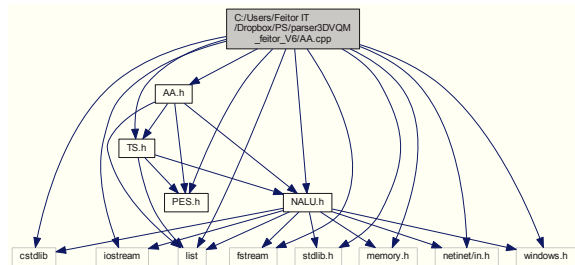 C:/Users/Feitor IT
/Dropbox/PS/parser3DVQM
_feitor_V6/AA.cpp
AA.h
TS.h
PES.h
NALU.h
cstdlib
iostream
list
fstream
stdlib.h
memory.h
netinet/in.h
windows.h